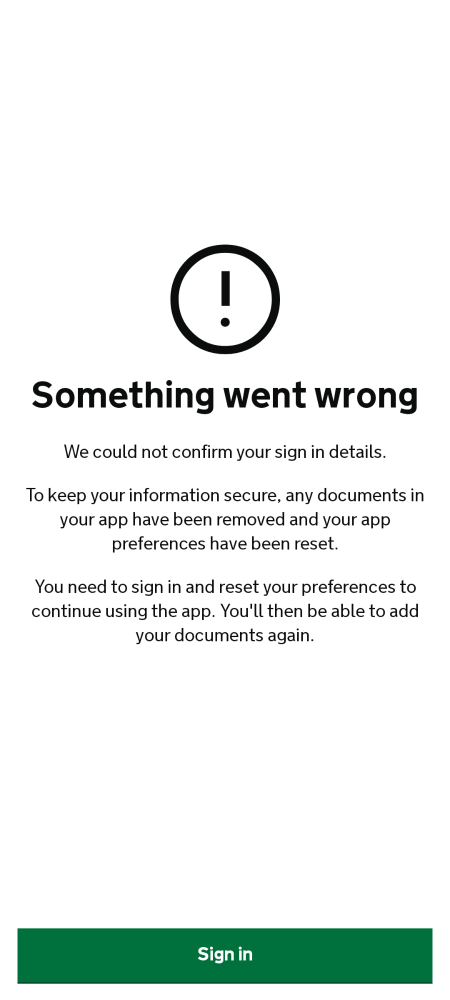 Something went wrong
We could not confirm your sign in details.
To keep your information secure, any documents in
your app have been removed and your app
preferences have been reset.
You need to sign in and reset your preferences to
continue using the app. You'll then be able to add
your documents again.
Sign in